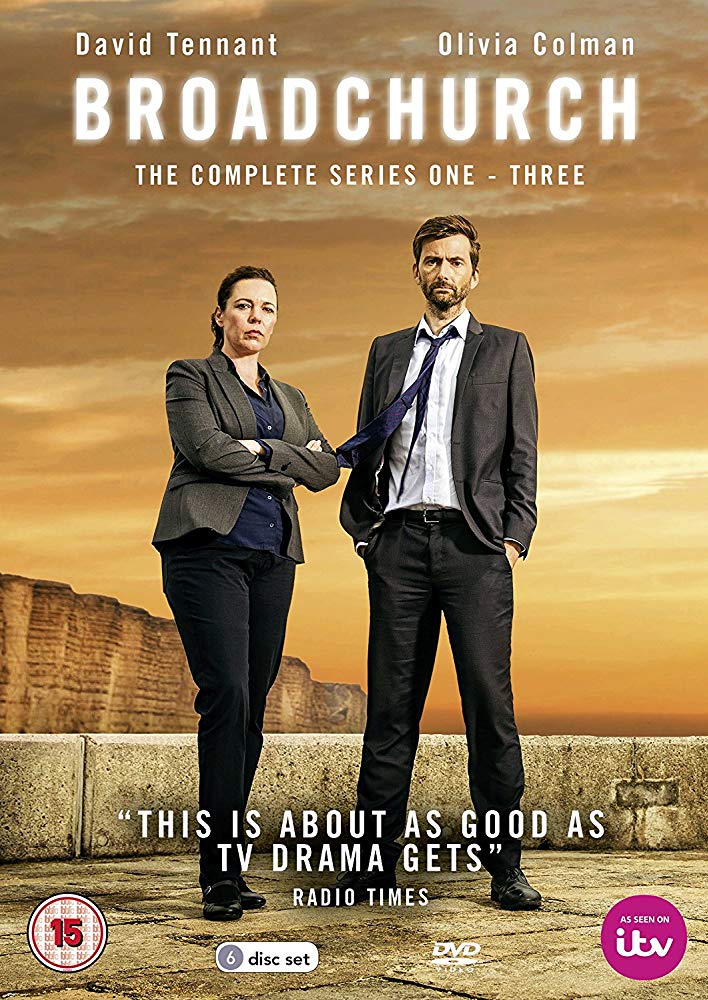 David Tennant
Olivia Colman
BROADCHURCH
THE COMPLETE SERIES ONE - THREE
“THIS IS ABOUT AS GOOD AS
TV DRAMA GETS”
RADIO TIMES
15
6 disc set
DVD
VIDEO
AS SEEN ON
itv